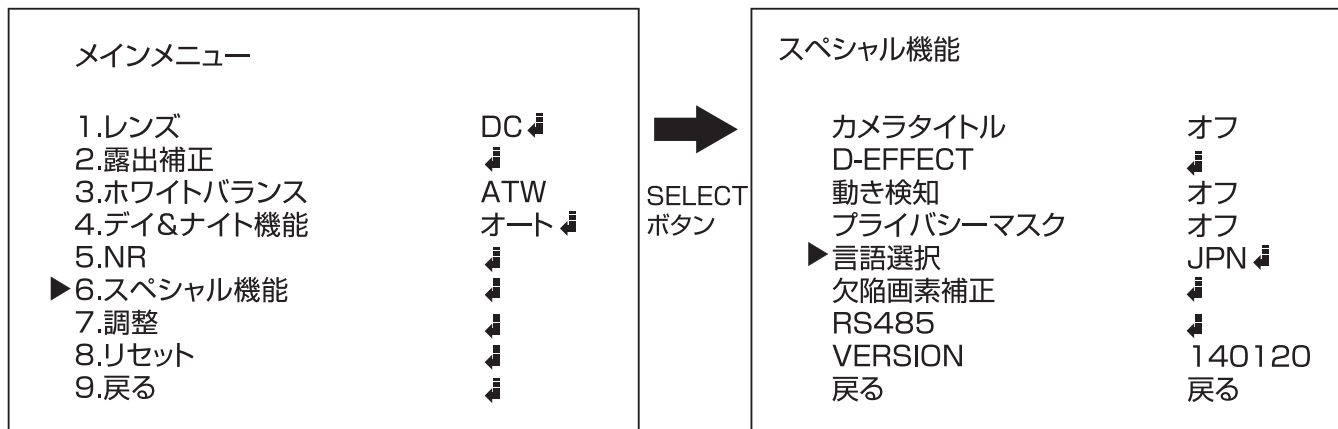 メインメニュー
1.レンズ DC
2.露出補正
3.ホワイトバランス ATW
4.デイ&ナイト機能 オート
5.NR
▶6.スペシャル機能
7.調整
8.リセット
9.戻る
SELECT
ボタン
スペシャル機能
カメラタイトル オフ
D-EFFECT
動き検知 オフ
プライバシーマスク オフ
▶言語選択 JPN
欠陥画素補正
RS485
VERSION 140120
戻る 戻る